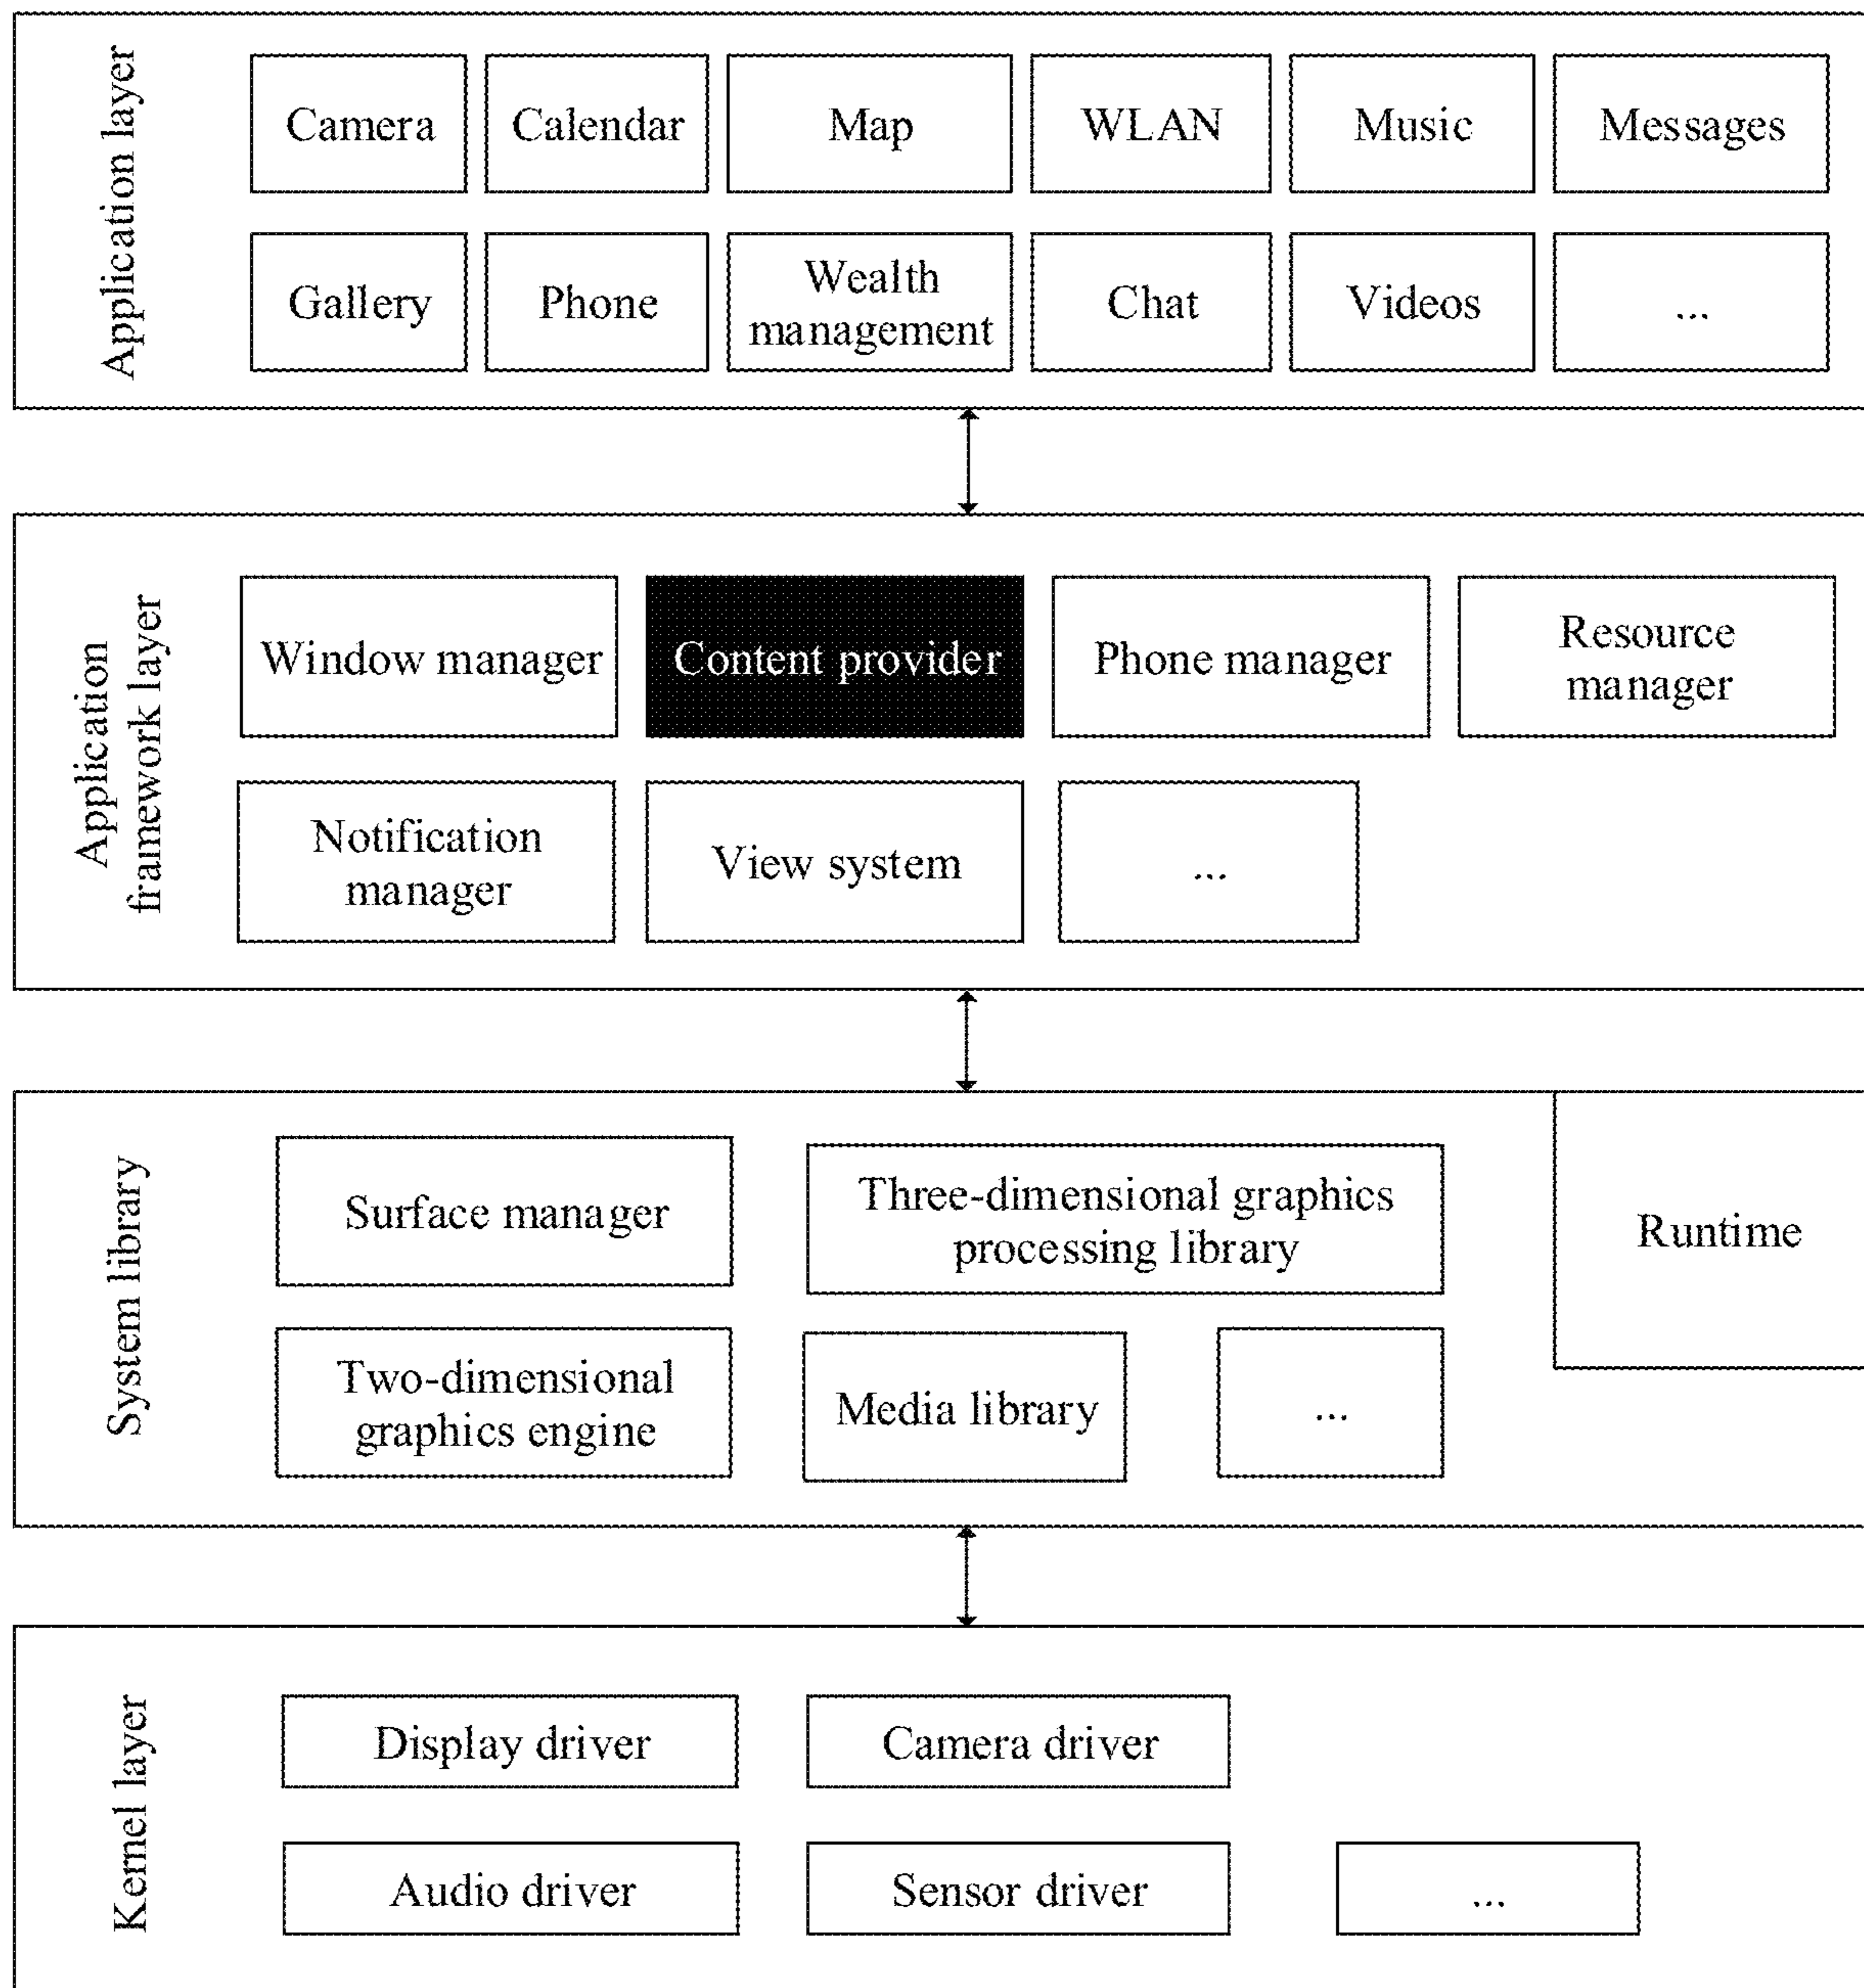 Application layer
Camera
Calendar
Map
WLAN
Music
Messages
Gallery
Phone
Wealth
management
Chat
Videos
...
Application
framework layer
Window manager
Content provider
Phone manager
Resource
manager
Notification
manager
View system
...
System library
Surface manager
Three-dimensional graphics
processing library
Runtime
Two-dimensional
graphics engine
Media library
...
Kernel layer
Display driver
Camera driver
Audio driver
Sensor driver
...